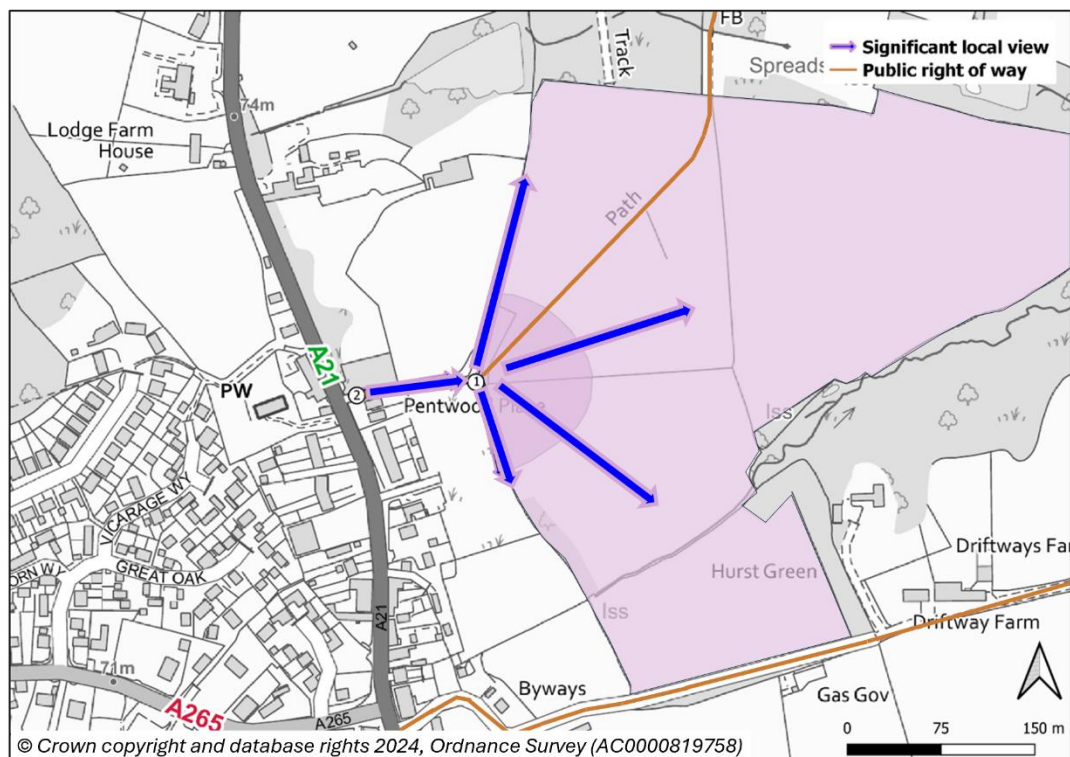 FB
Significant local view
Public right of way
Track
Spreads
74m
Lodge Farm
House
Path
A21
PW
2
1
Pentwood Place
Iss
VICARAGE WY
GREAT OAK
ORN WY
A21
Hurst Green
Iss
Driftways Far
Driftway Farm
71m
A265
A265
Byways
Gas Gov
0 75 150 m
© Crown copyright and database rights 2024, Ordnance Survey (AC0000819758)